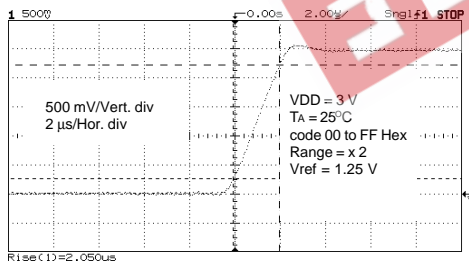 1 500mV 0.00s 2.00µ/ Sngl 1 STOP
500 mV/Vert. div
2 µs/Hor. div
VDD = 3 V
TA = 25°C
code 00 to FF Hex
Range = x 2
Vref = 1.25 V
Rise(1)=2.050us